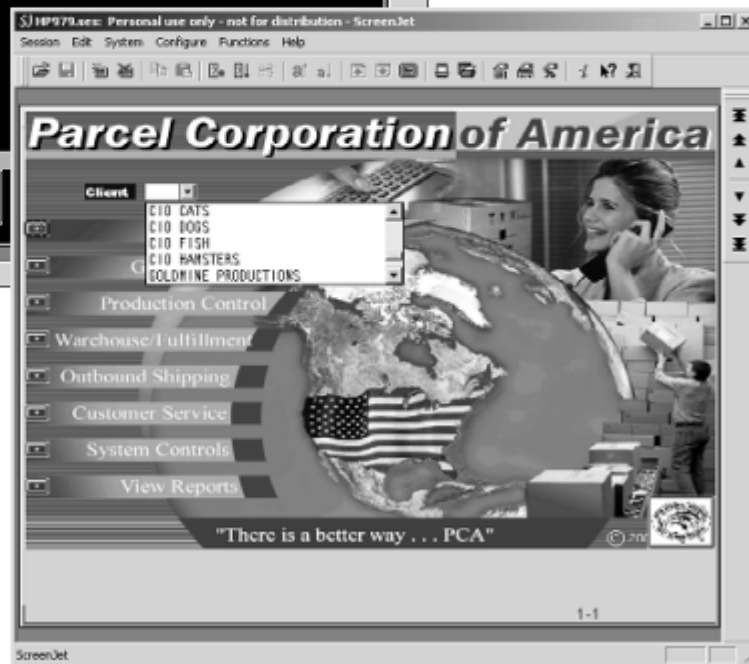 HP979.ses: Personal use only - not for distribution - ScreenJet
Session Edit System Configure Functions Help
Parcel Corporation of America
Client
CIO CATS
CIO DOGS
CIO FISH
CIO HAMSTERS
GOLDMINE PRODUCTIONS
Production Control
Warehouse/Fulfillment
Outbound Shipping
Customer Service
System Controls
View Reports
"There is a better way . . . PCA"
©
1-1
ScreenJet